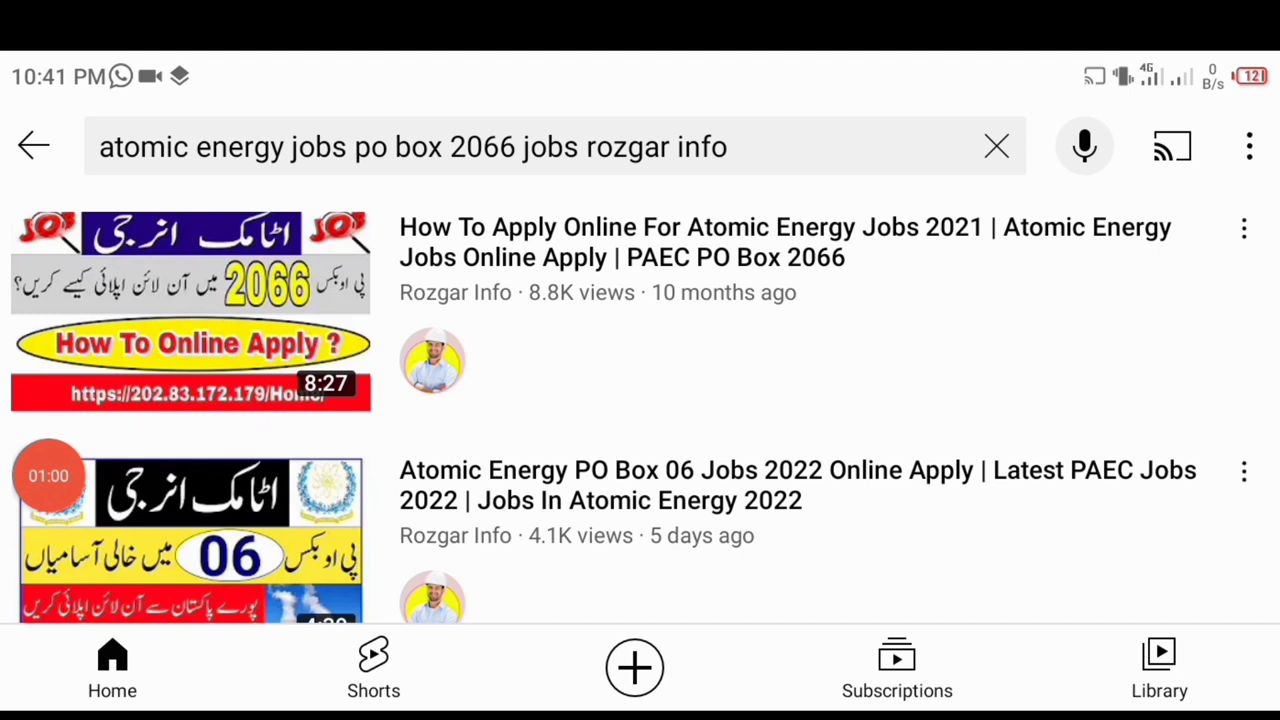 10:41 PM
4G
0
B/s
12
atomic energy jobs po box 2066 jobs rozgar info
JOB اٹامک انرجی JOB
پی او بکس 2066 میں آن لائن اپلائی کیسے کریں؟
How To Online Apply ?
https://202.83.172.179/Home/
8:27
How To Apply Online For Atomic Energy Jobs 2021 | Atomic Energy
Jobs Online Apply | PAEC PO Box 2066
Rozgar Info · 8.8K views · 10 months ago
01:00
اٹامک انرجی
پی او بکس 06 میں خالی آسامیاں
پورے پاکستان سے آن لائن اپلائی کریں
Atomic Energy PO Box 06 Jobs 2022 Online Apply | Latest PAEC Jobs
2022 | Jobs In Atomic Energy 2022
Rozgar Info · 4.1K views · 5 days ago
Home
Shorts
Subscriptions
Library